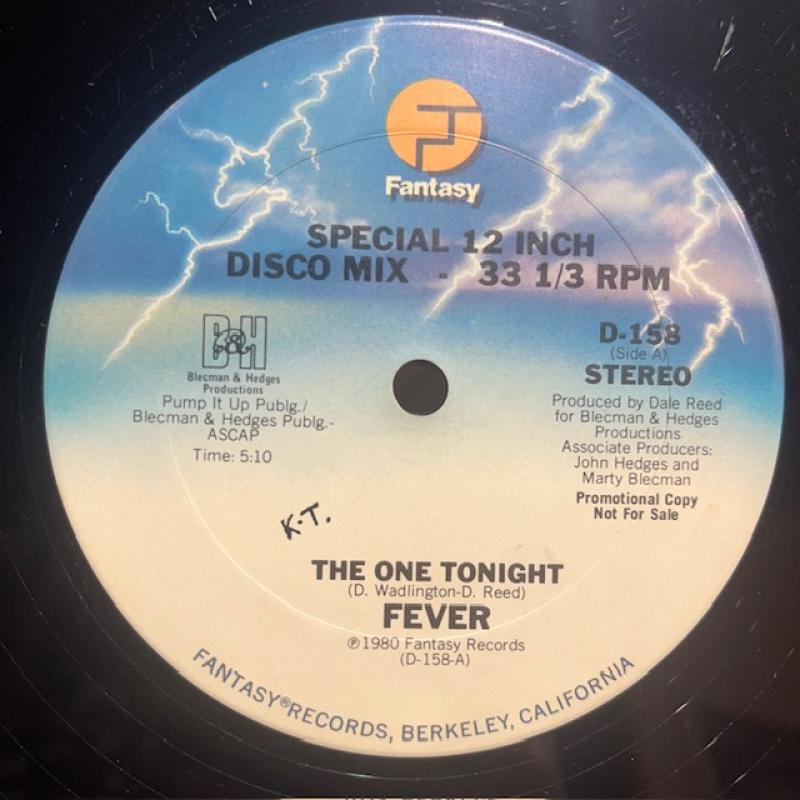 Fantasy
SPECIAL 12 INCH
DISCO MIX - 33 1/3 RPM
B&H
Blecman & Hedges
Productions
Pump It Up Publg./
Blecman & Hedges Publg.-
ASCAP
Time: 5:10
D-158
(Side A)
STEREO
Produced by Dale Reed
for Blecman & Hedges
Productions
Associate Producers:
John Hedges and
Marty Blecman
Promotional Copy
Not For Sale
K.T.
THE ONE TONIGHT
(D. Wadlington-D. Reed)
FEVER
℗1980 Fantasy Records
(D-158-A)
FANTASY®RECORDS, BERKELEY, CALIFORNIA